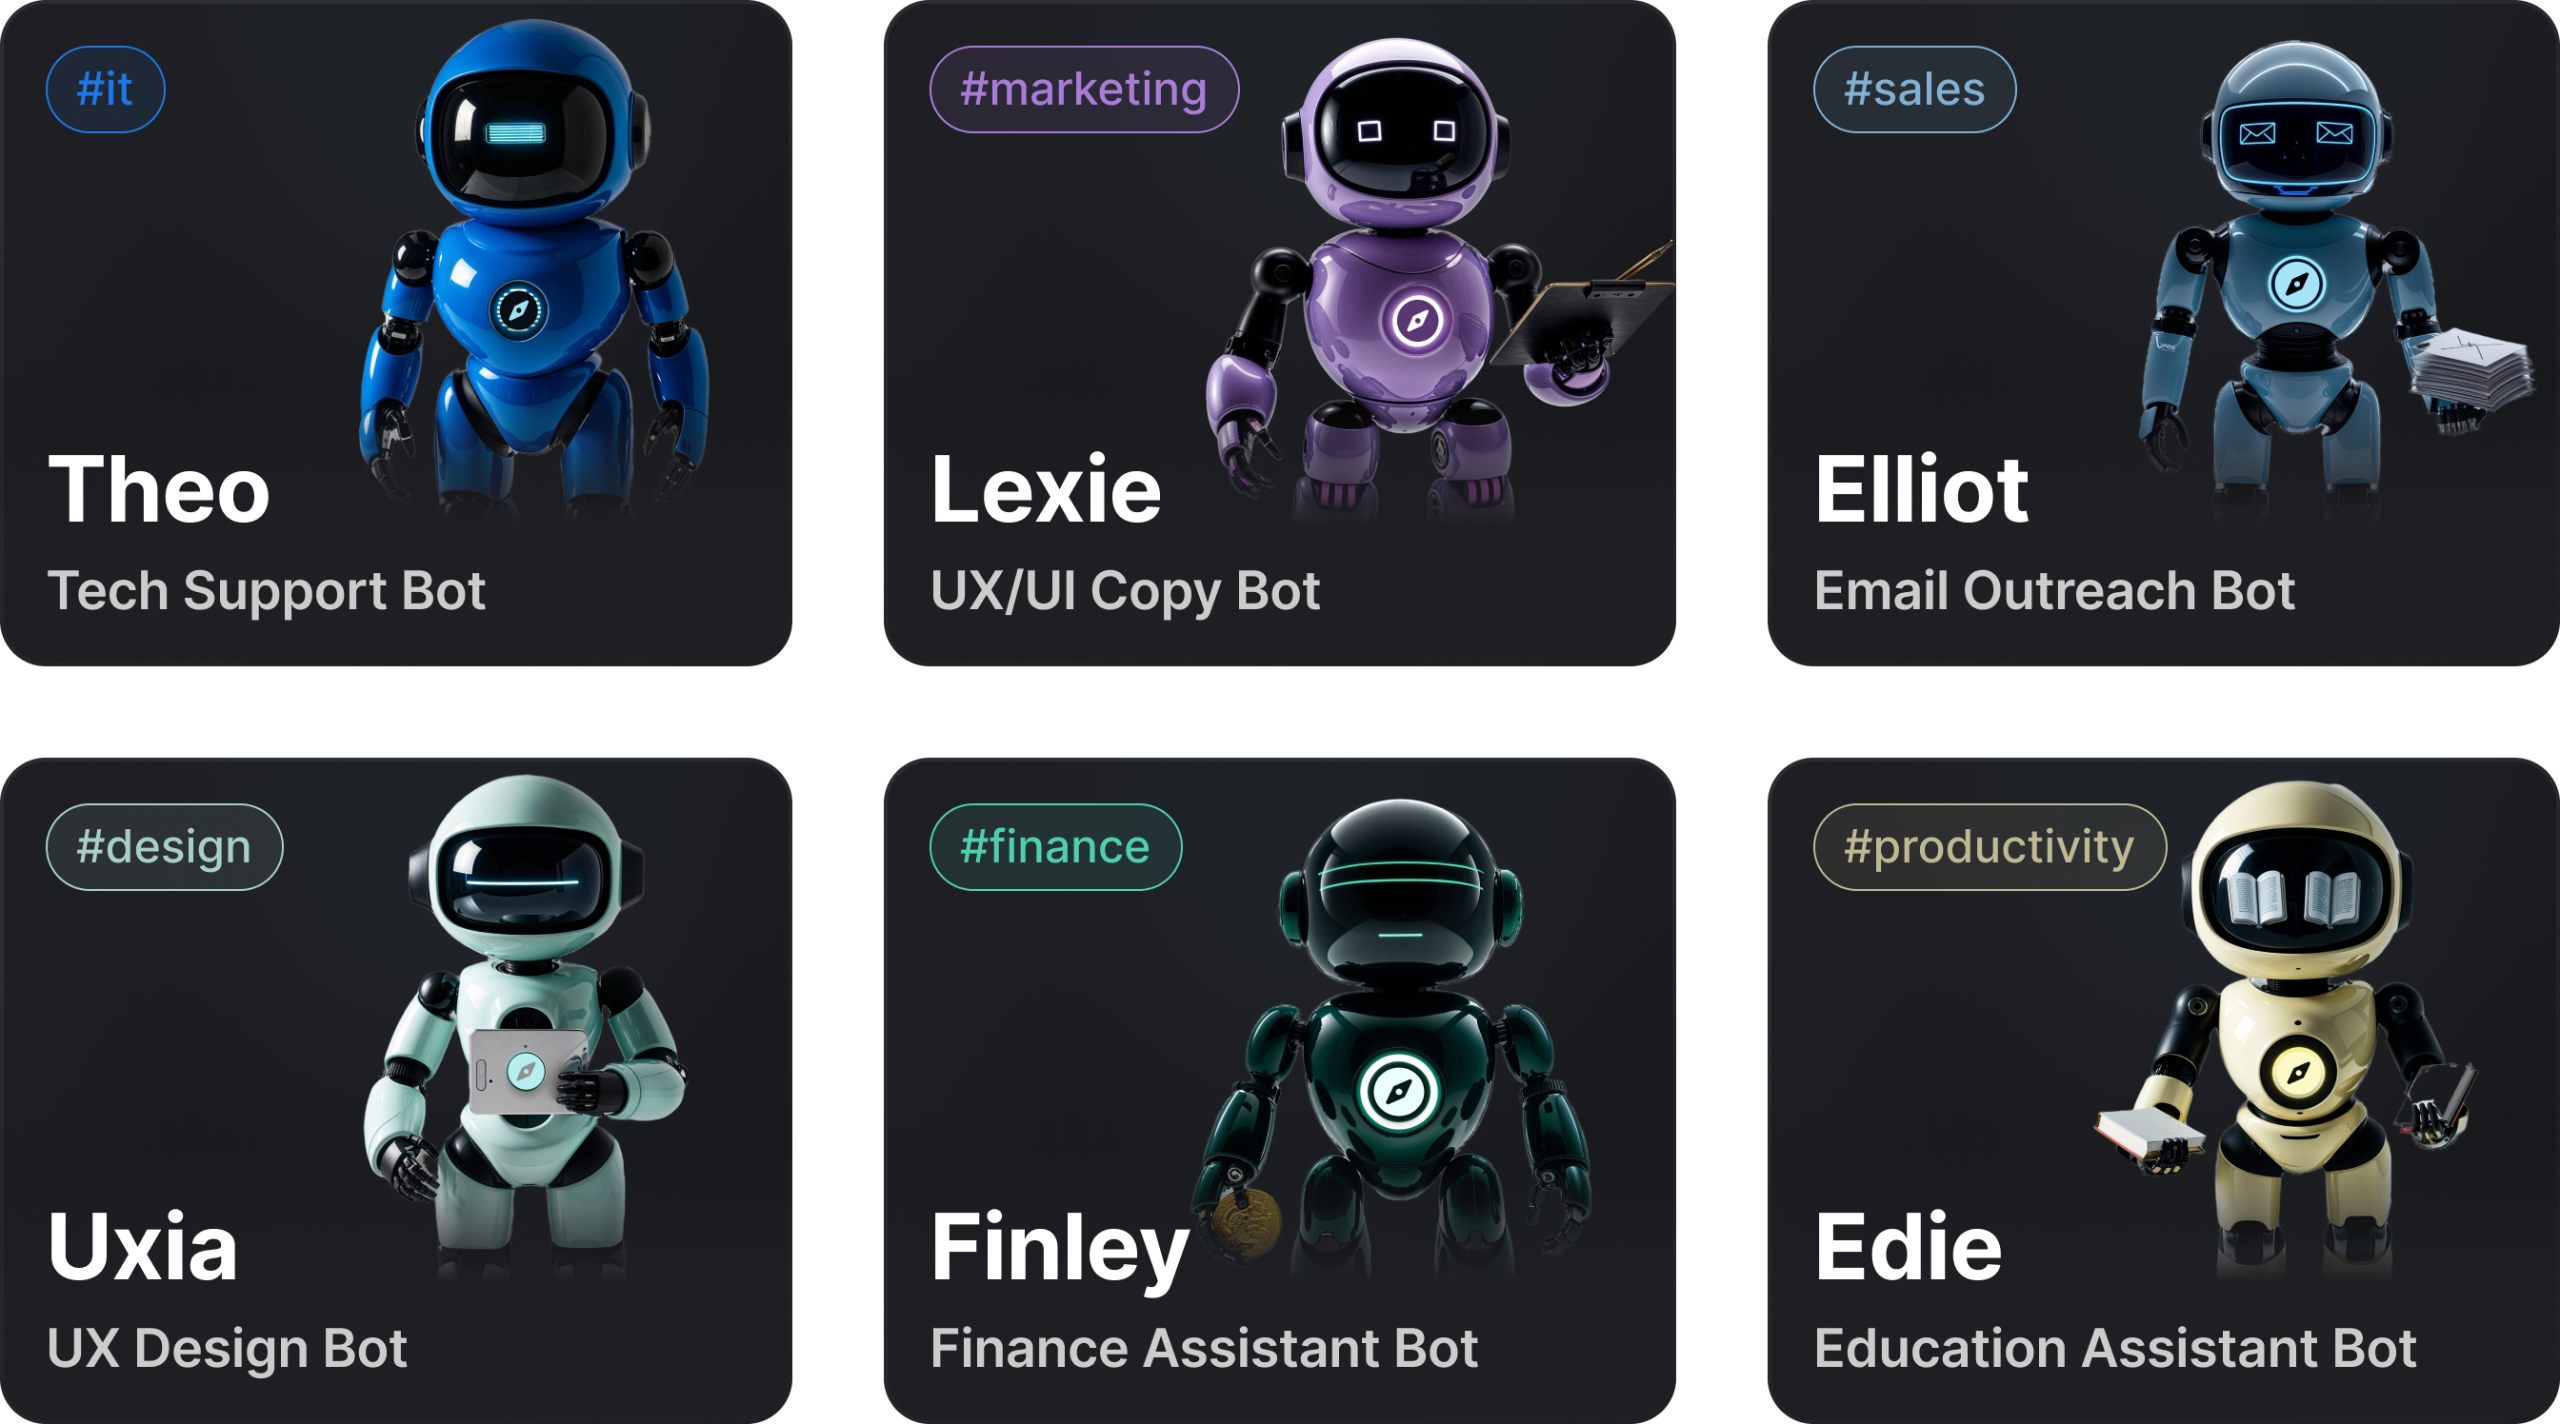 #it
Theo
Tech Support Bot
#marketing
Lexie
UX/UI Copy Bot
#sales
Elliot
Email Outreach Bot
#design
Uxia
UX Design Bot
#finance
Finley
Finance Assistant Bot
#productivity
Edie
Education Assistant Bot